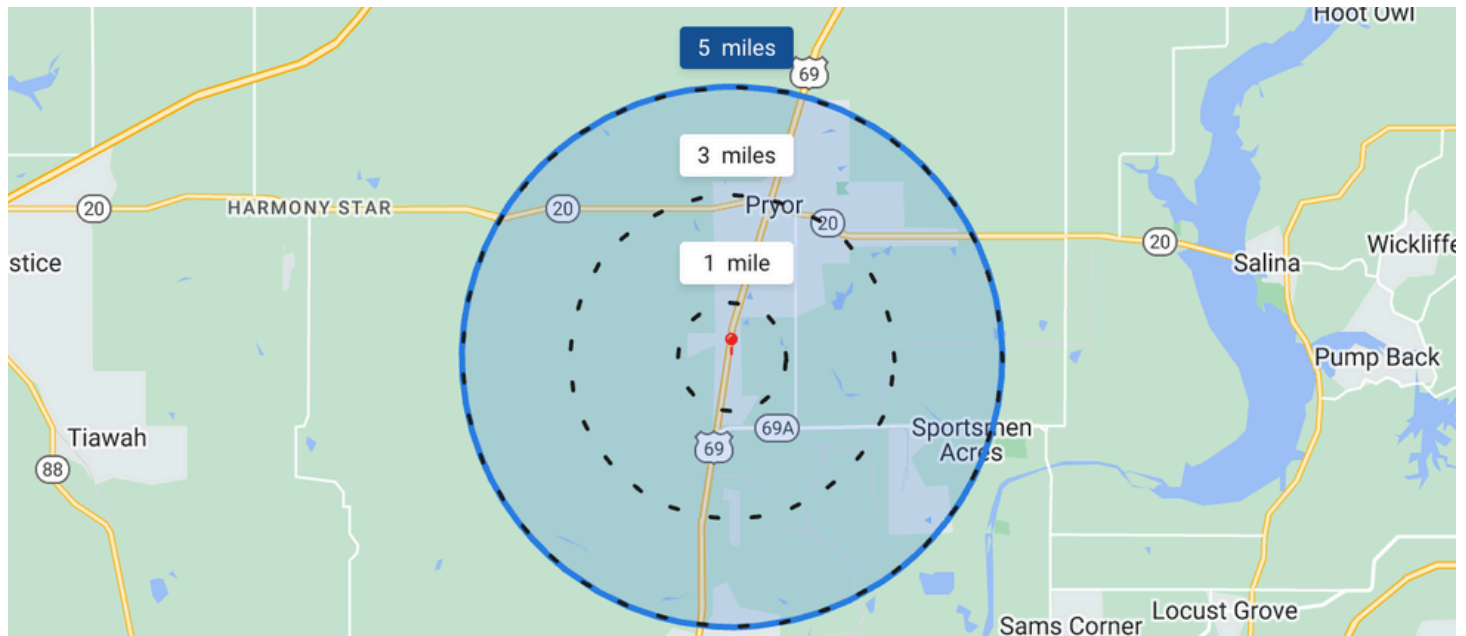 Hoot Owl
5 miles
69
3 miles
20
HARMONY STAR
20
Pryor
20
20
Wickliffe
stice
1 mile
Salina
Pump Back
Tiawah
69A
Sportsmen
Acres
69
88
Locust Grove
Sams Corner